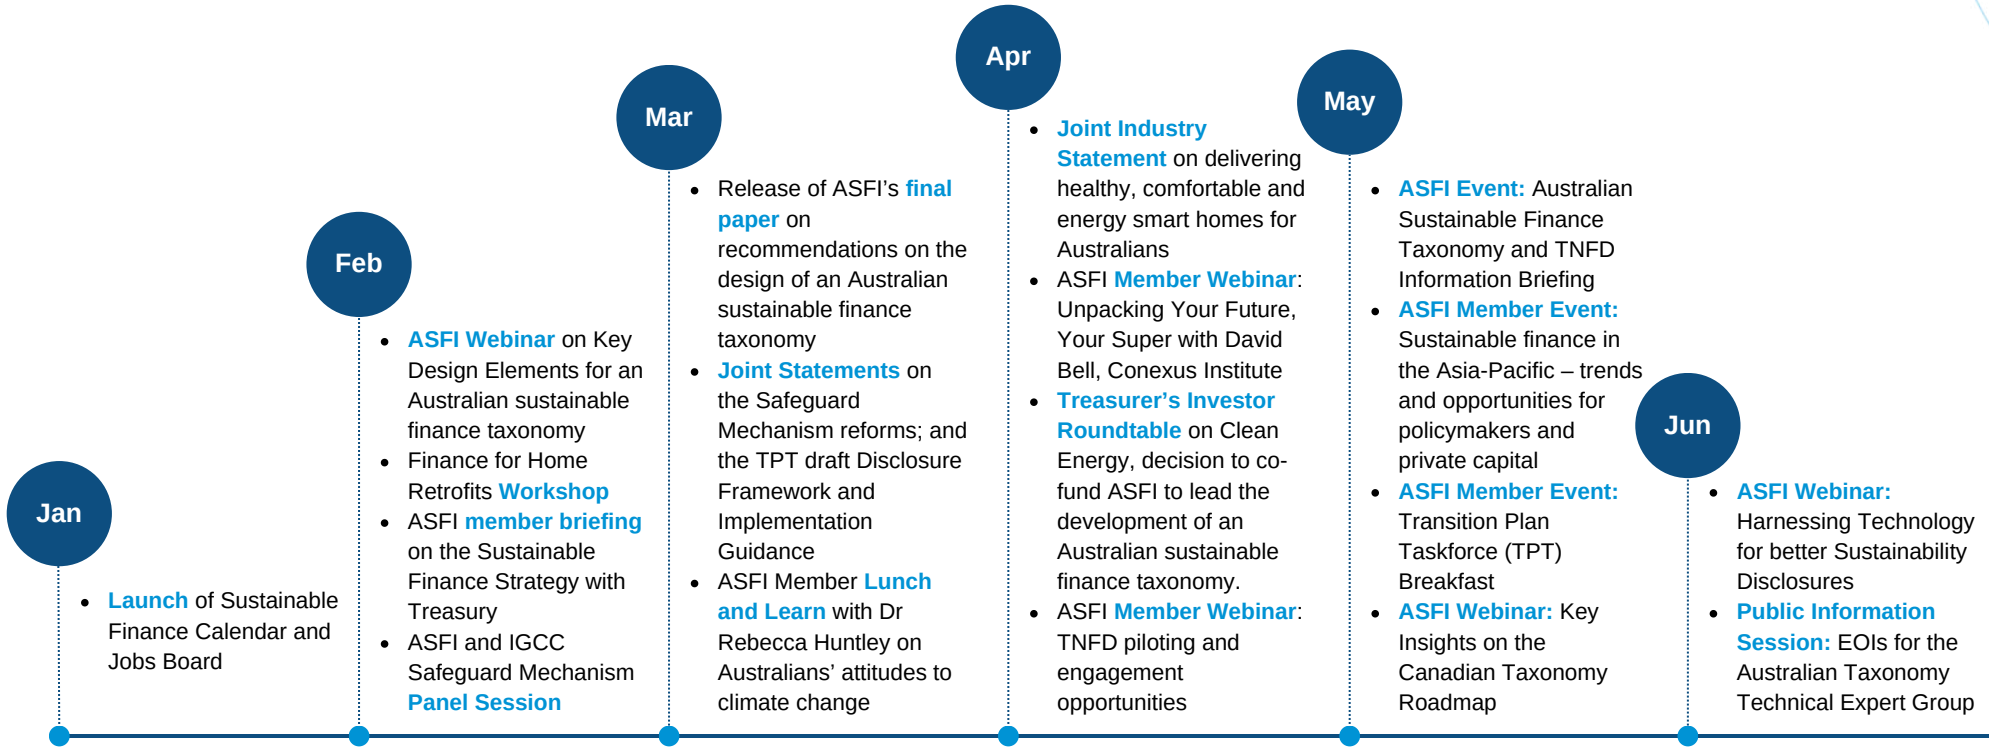 Jan
• Launch of Sustainable
Finance Calendar and
Jobs Board
Feb
• ASFI Webinar on Key
Design Elements for an
Australian sustainable
finance taxonomy
• Finance for Home
Retrofits Workshop
• ASFI member briefing
on the Sustainable
Finance Strategy with
Treasury
• ASFI and IGCC
Safeguard Mechanism
Panel Session
Mar
• Release of ASFI’s final
paper on
recommendations on the
design of an Australian
sustainable finance
taxonomy
• Joint Statements on
the Safeguard
Mechanism reforms; and
the TPT draft Disclosure
Framework and
Implementation
Guidance
• ASFI Member Lunch
and Learn with Dr
Rebecca Huntley on
Australians’ attitudes to
climate change
Apr
• Joint Industry
Statement on delivering
healthy, comfortable and
energy smart homes for
Australians
• ASFI Member Webinar:
Unpacking Your Future,
Your Super with David
Bell, Conexus Institute
• Treasurer’s Investor
Roundtable on Clean
Energy, decision to co-
fund ASFI to lead the
development of an
Australian sustainable
finance taxonomy.
• ASFI Member Webinar:
TNFD piloting and
engagement
opportunities
May
• ASFI Event: Australian
Sustainable Finance
Taxonomy and TNFD
Information Briefing
• ASFI Member Event:
Sustainable finance in
the Asia-Pacific – trends
and opportunities for
policymakers and
private capital
• ASFI Member Event:
Transition Plan
Taskforce (TPT)
Breakfast
• ASFI Webinar: Key
Insights on the
Canadian Taxonomy
Roadmap
Jun
• ASFI Webinar:
Harnessing Technology
for better Sustainability
Disclosures
• Public Information
Session: EOIs for the
Australian Taxonomy
Technical Expert Group